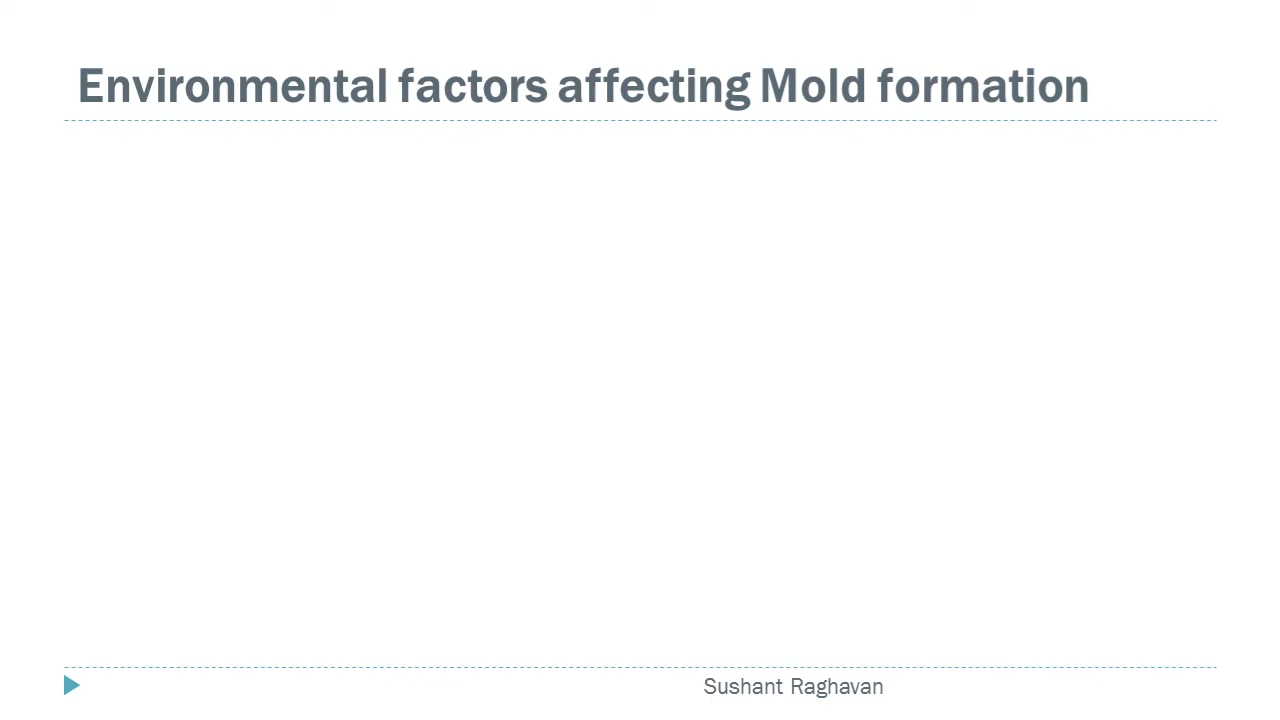 Environmental factors affecting Mold formation
Sushant Raghavan